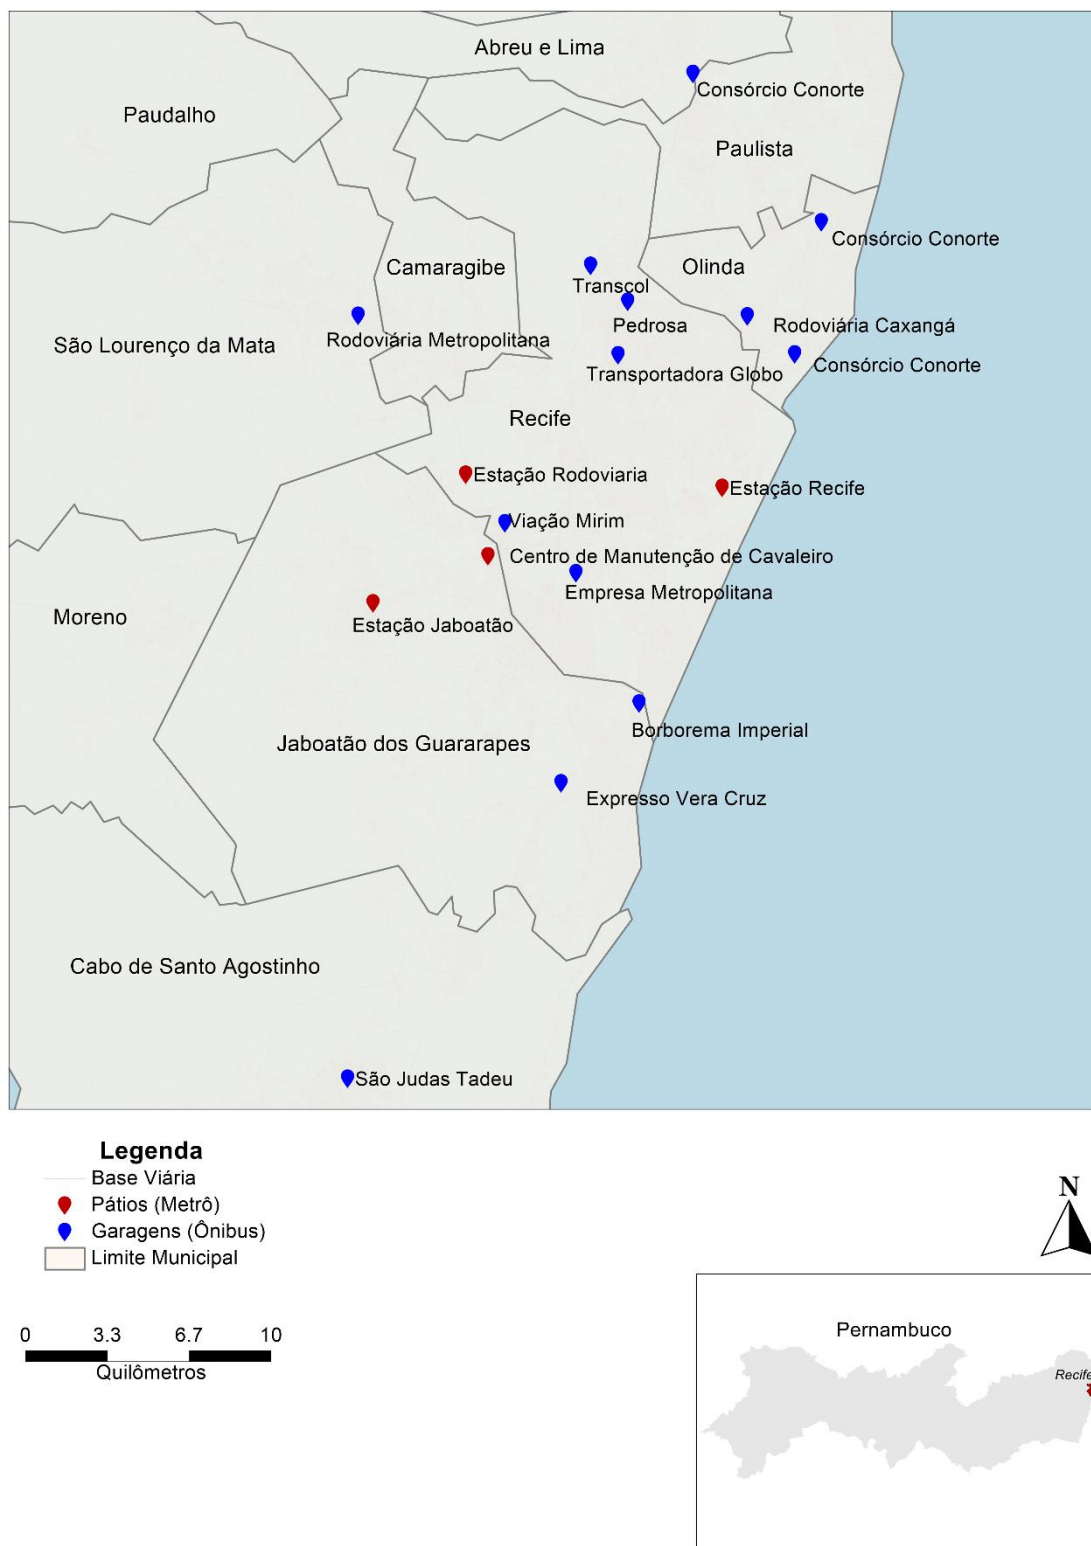 Abreu e Lima
Consórcio Conorte
Paudalho
Paulista
Consórcio Conorte
Camaragibe
Olinda
Transcol
Pedrosa
Rodoviária Caxangá
Rodoviária Metropolitana
São Lourenço da Mata
Transportadora Globo
Consórcio Conorte
Recife
Estação Rodoviaria
Estação Recife
Viação Mirim
Centro de Manutenção de Cavaleiro
Empresa Metropolitana
Moreno
Estação Jaboatão
Borborema Imperial
Jaboatão dos Guararapes
Expresso Vera Cruz
Cabo de Santo Agostinho
São Judas Tadeu
Legenda
Base Viária
Pátios (Metrô)
Garagens (Ônibus)
Limite Municipal
N
0 3.3 6.7 10
Quilômetros
Pernambuco
Recife